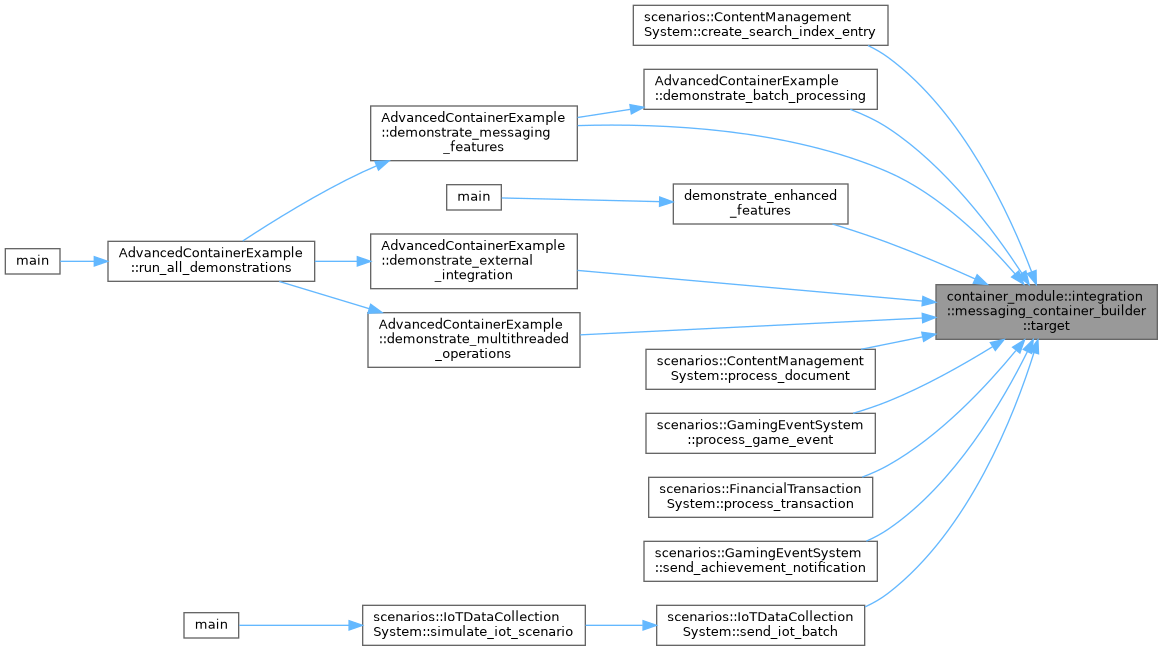 scenarios::ContentManagement
System::create_search_index_entry
AdvancedContainerExample
::demonstrate_batch_processing
AdvancedContainerExample
::demonstrate_messaging
_features
main
demonstrate_enhanced
_features
main
AdvancedContainerExample
::run_all_demonstrations
AdvancedContainerExample
::demonstrate_external
_integration
container_module::integration
::messaging_container_builder
::target
AdvancedContainerExample
::demonstrate_multithreaded
_operations
scenarios::ContentManagement
System::process_document
scenarios::GamingEventSystem
::process_game_event
scenarios::FinancialTransaction
System::process_transaction
scenarios::GamingEventSystem
::send_achievement_notification
main
scenarios::IoTDataCollection
System::simulate_iot_scenario
scenarios::IoTDataCollection
System::send_iot_batch